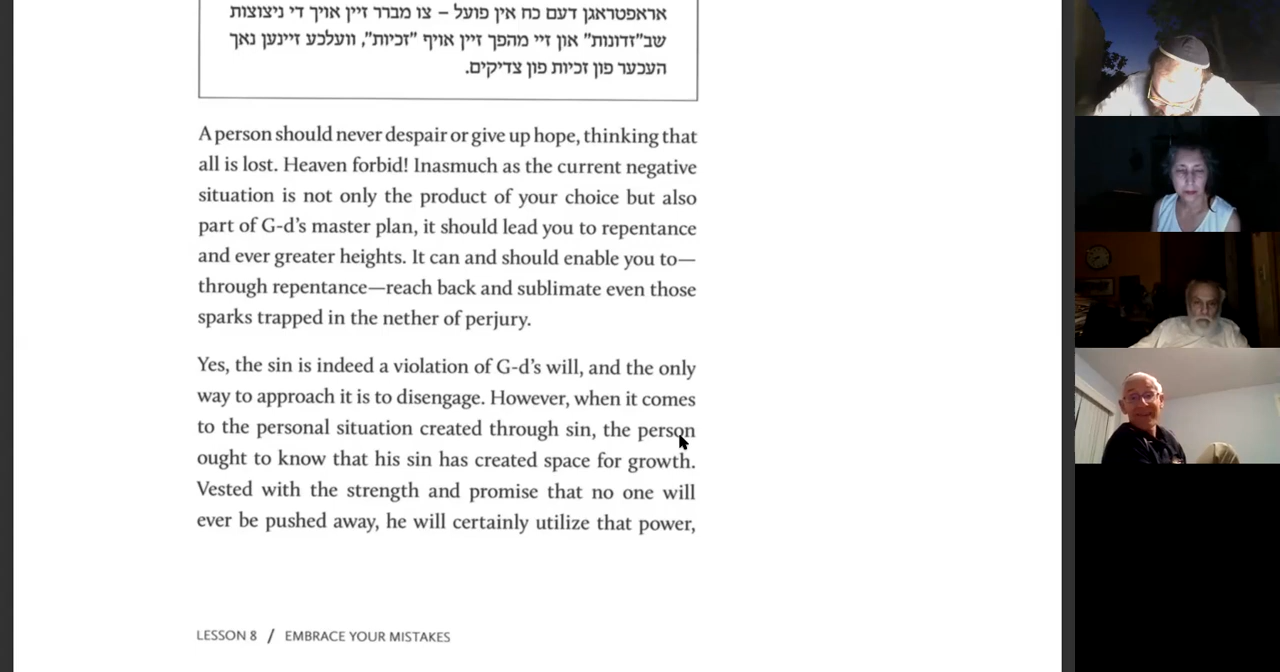 אראפטראגן דעם כח אין פועל – צו מברר זיין אויך די ניצוצות
שב"זדונות" און זיי מהפך זיין אויף "זכיות", וועלכע זיינען נאך
העכער פון זכיות פון צדיקים.
A person should never despair or give up hope, thinking that
all is lost. Heaven forbid! Inasmuch as the current negative
situation is not only the product of your choice but also
part of G-d's master plan, it should lead you to repentance
and ever greater heights. It can and should enable you to—
through repentance—reach back and sublimate even those
sparks trapped in the nether of perjury.
Yes, the sin is indeed a violation of G-d's will, and the only
way to approach it is to disengage. However, when it comes
to the personal situation created through sin, the person
ought to know that his sin has created space for growth.
Vested with the strength and promise that no one will
ever be pushed away, he will certainly utilize that power,
LESSON 8 / EMBRACE YOUR MISTAKES